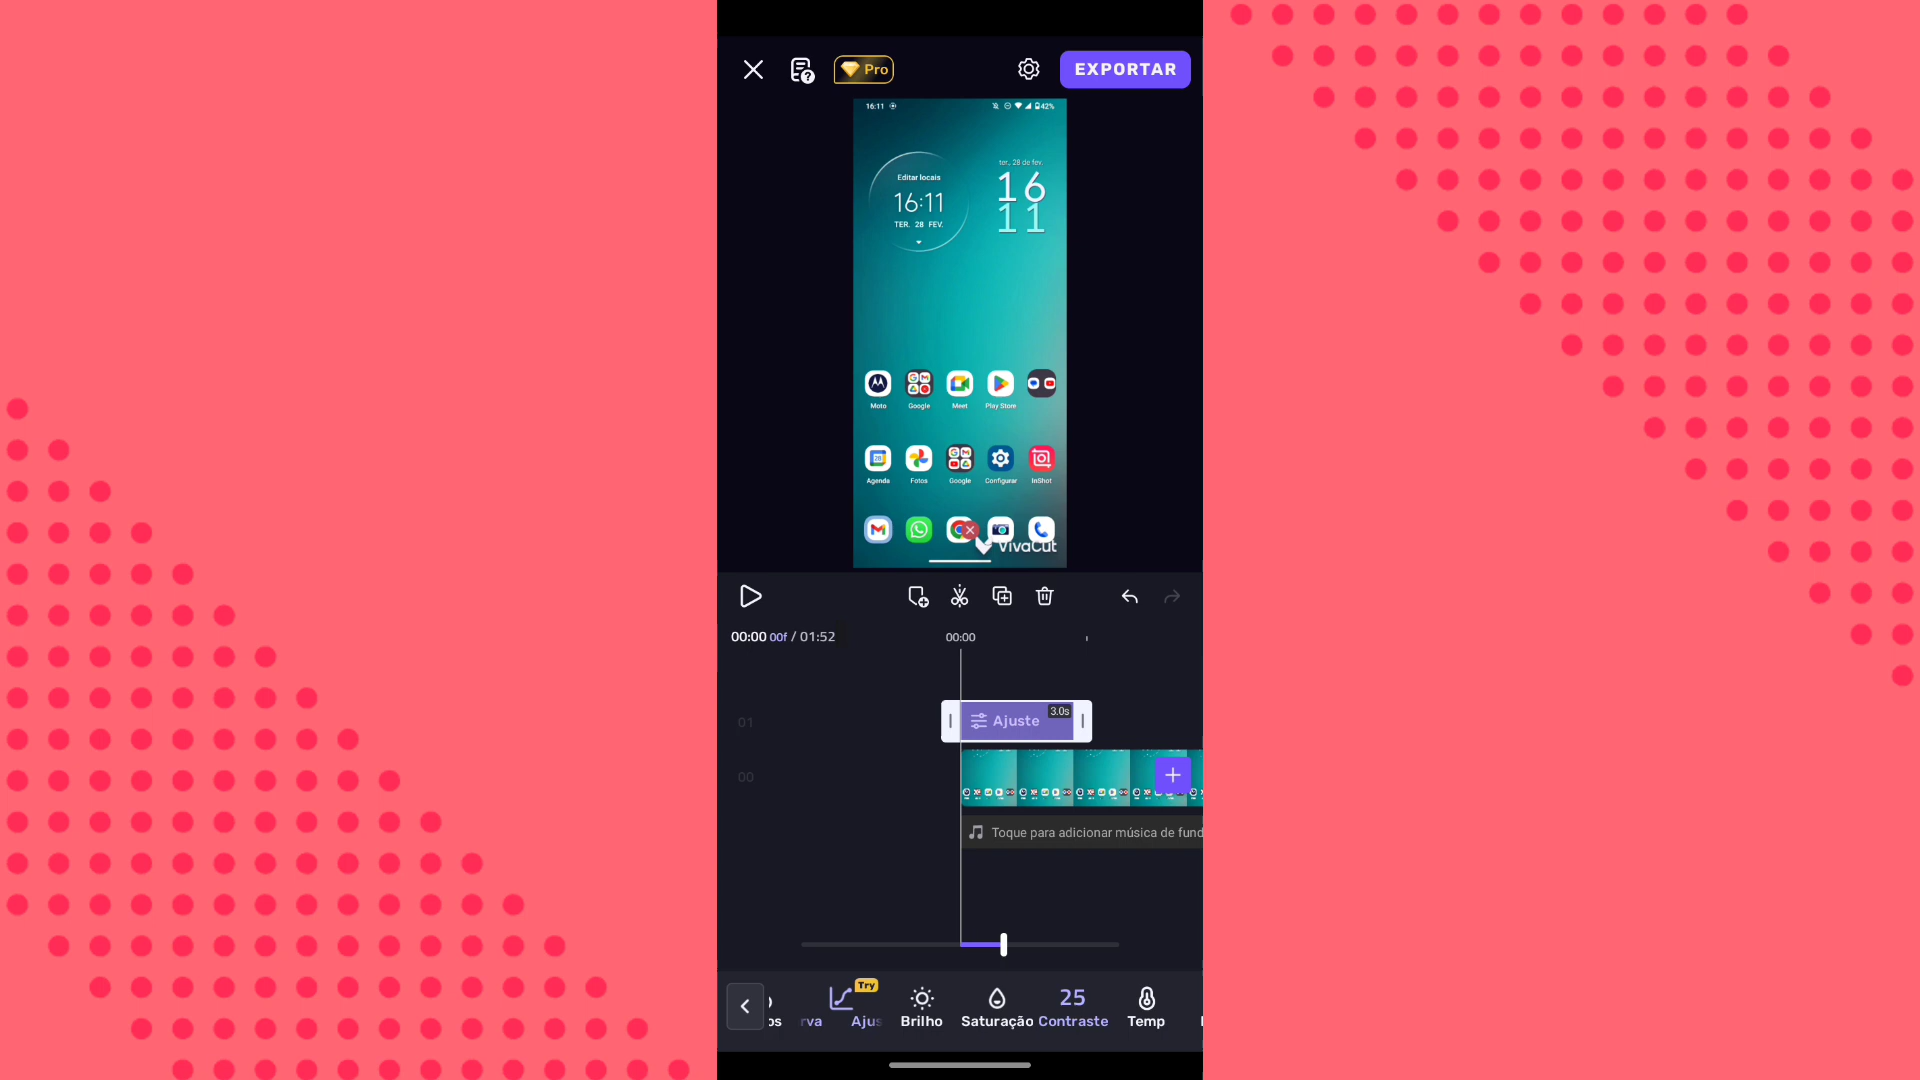 Pro
EXPORTAR
16:11
42%
Editar locais
16:11
TER. 28 FEV.
ter., 28 de fev.
16
11
Moto
Google
Meet
Play Store
Agenda
Fotos
Google
Configurar
InShot
VivaCut
00:00 00f / 01:52
00:00
01
Ajuste
3.0s
00
Toque para adicionar música de fund
Try
25
os
rva
Ajus
Brilho
Saturação
Contraste
Temp